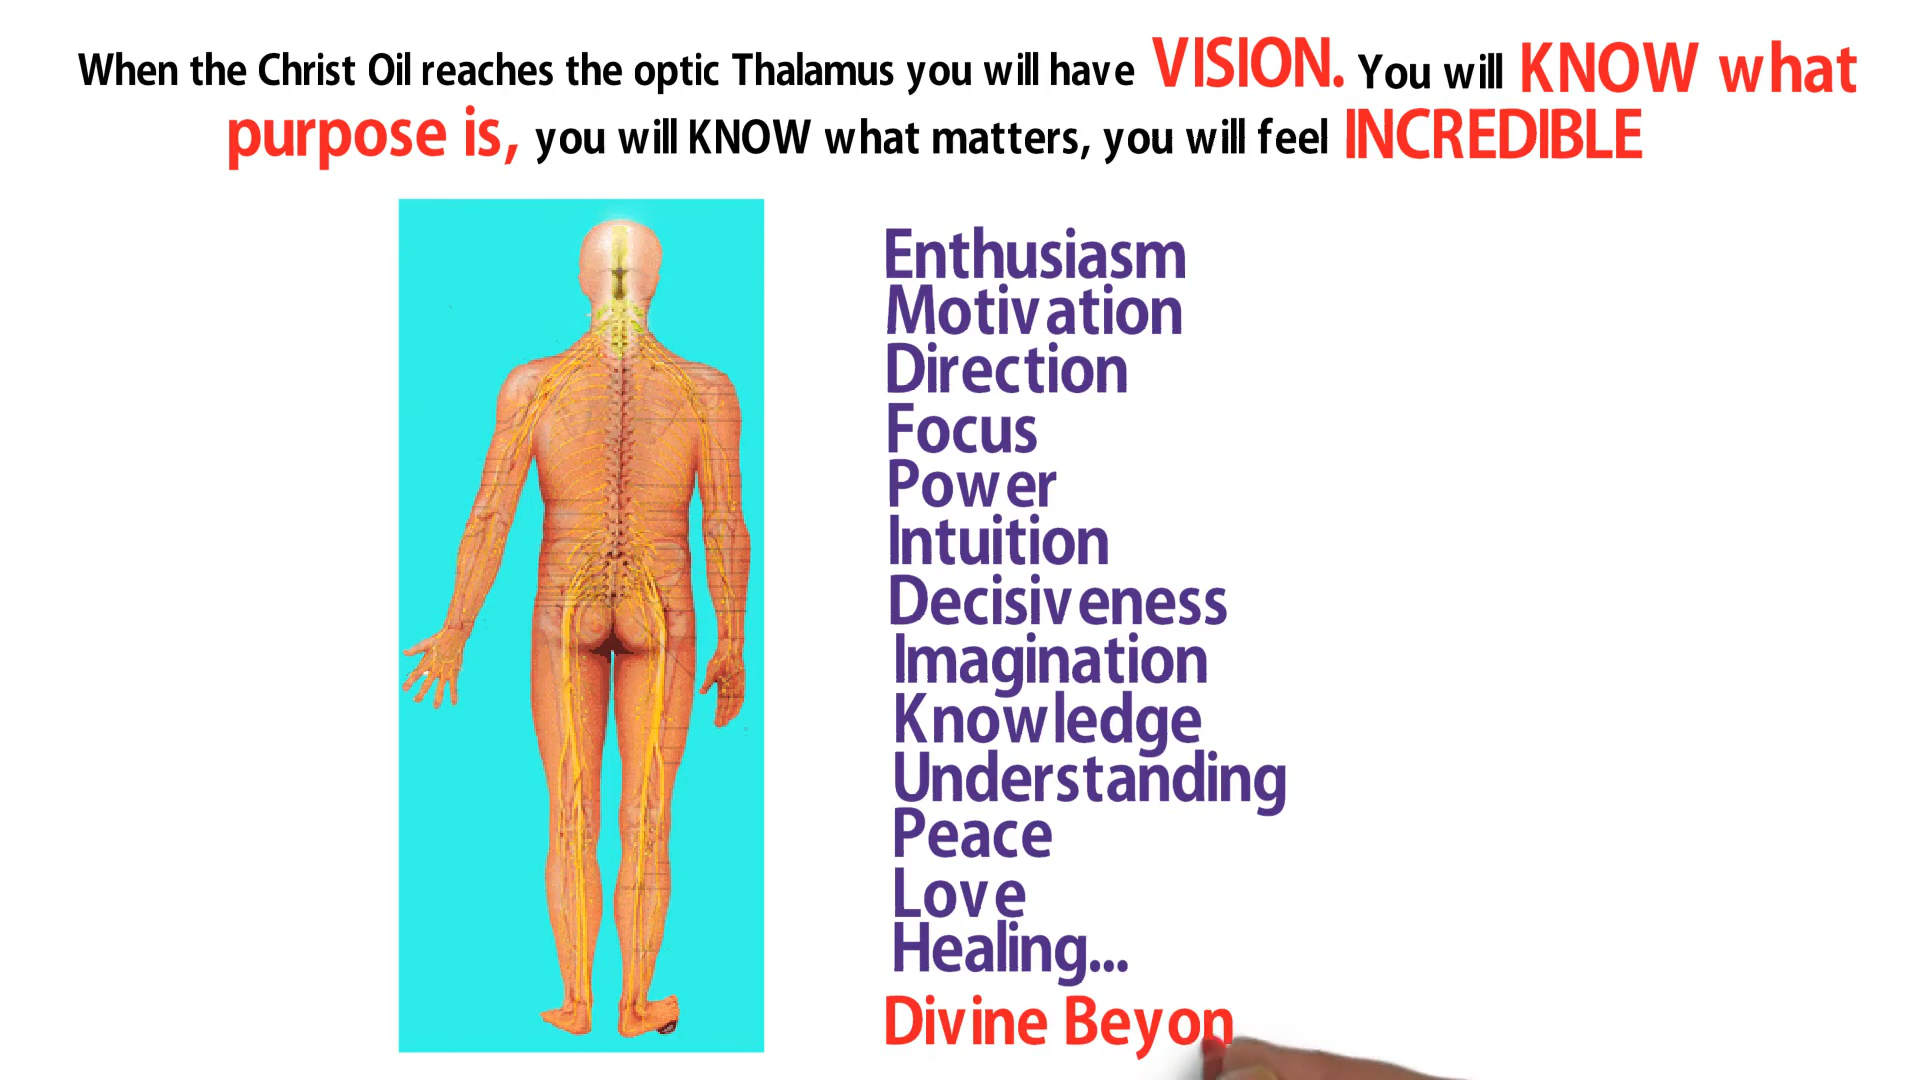 When the Christ Oil reaches the optic Thalamus you will have VISION. You will KNOW what
purpose is, you will KNOW what matters, you will feel INCREDIBLE
Enthusiasm
Motivation
Direction
Focus
Power
Intuition
Decisiveness
Imagination
Knowledge
Understanding
Peace
Love
Healing...
Divine Beyon